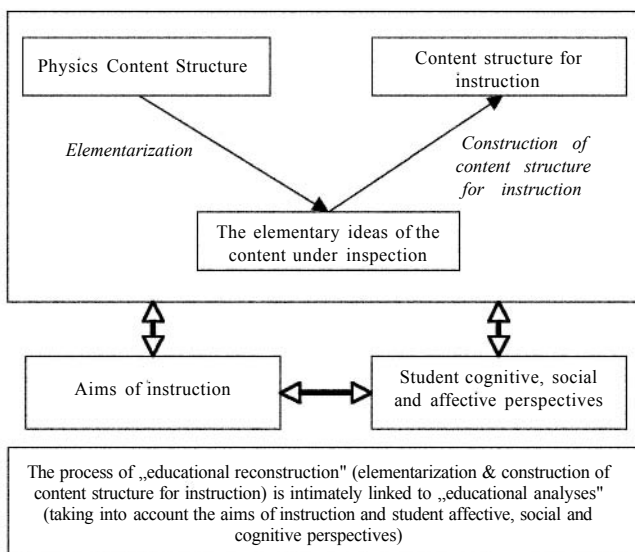 Physics Content Structure
Content structure for
instruction
Elementarization
Construction of
content structure
for instruction
The elementary ideas of the
content under inspection
Aims of instruction
Student cognitive, social
and affective perspectives
The process of „educational reconstruction" (elementarization & construction of
content structure for instruction) is intimately linked to „educational analyses"
(taking into account the aims of instruction and student affective, social and
cognitive perspectives)